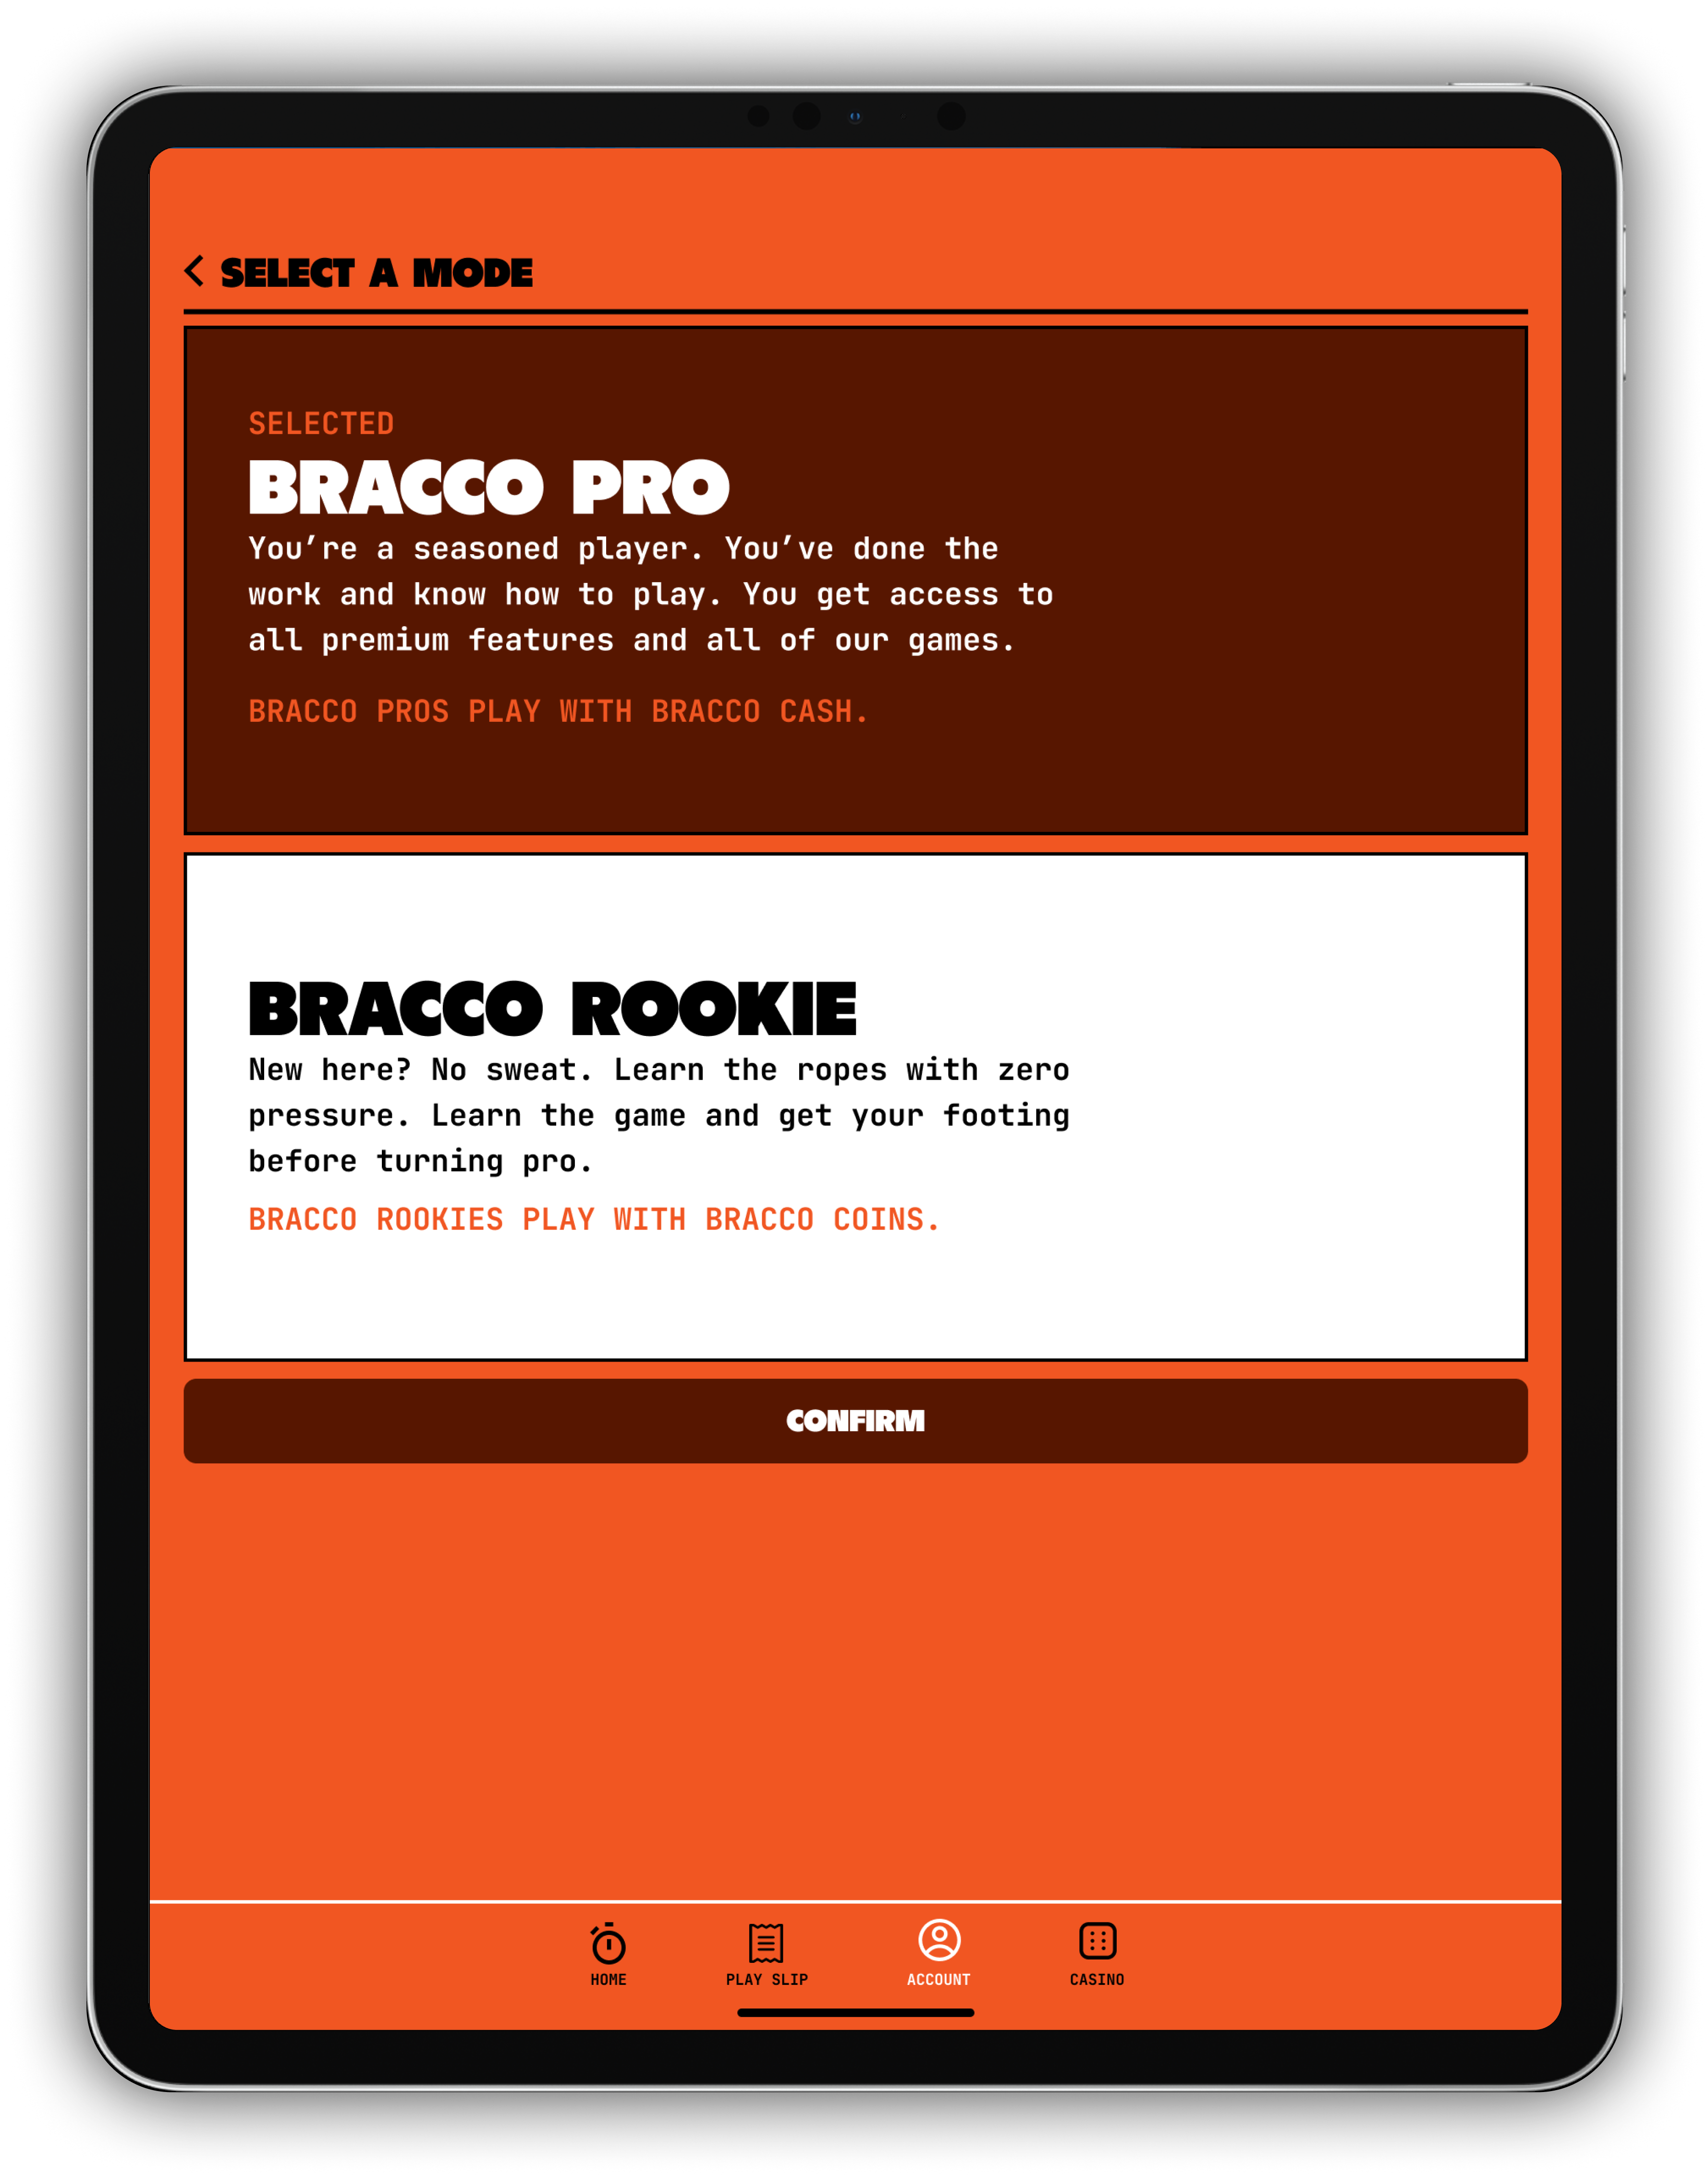 SELECT A MODE
SELECTED
BRACCO PRO
You’re a seasoned player. You’ve done the
work and know how to play. You get access to
all premium features and all of our games.
BRACCO PROS PLAY WITH BRACCO CASH.
BRACCO ROOKIE
New here? No sweat. Learn the ropes with zero
pressure. Learn the game and get your footing
before turning pro.
BRACCO ROOKIES PLAY WITH BRACCO COINS.
CONFIRM
HOME
PLAY SLIP
ACCOUNT
CASINO